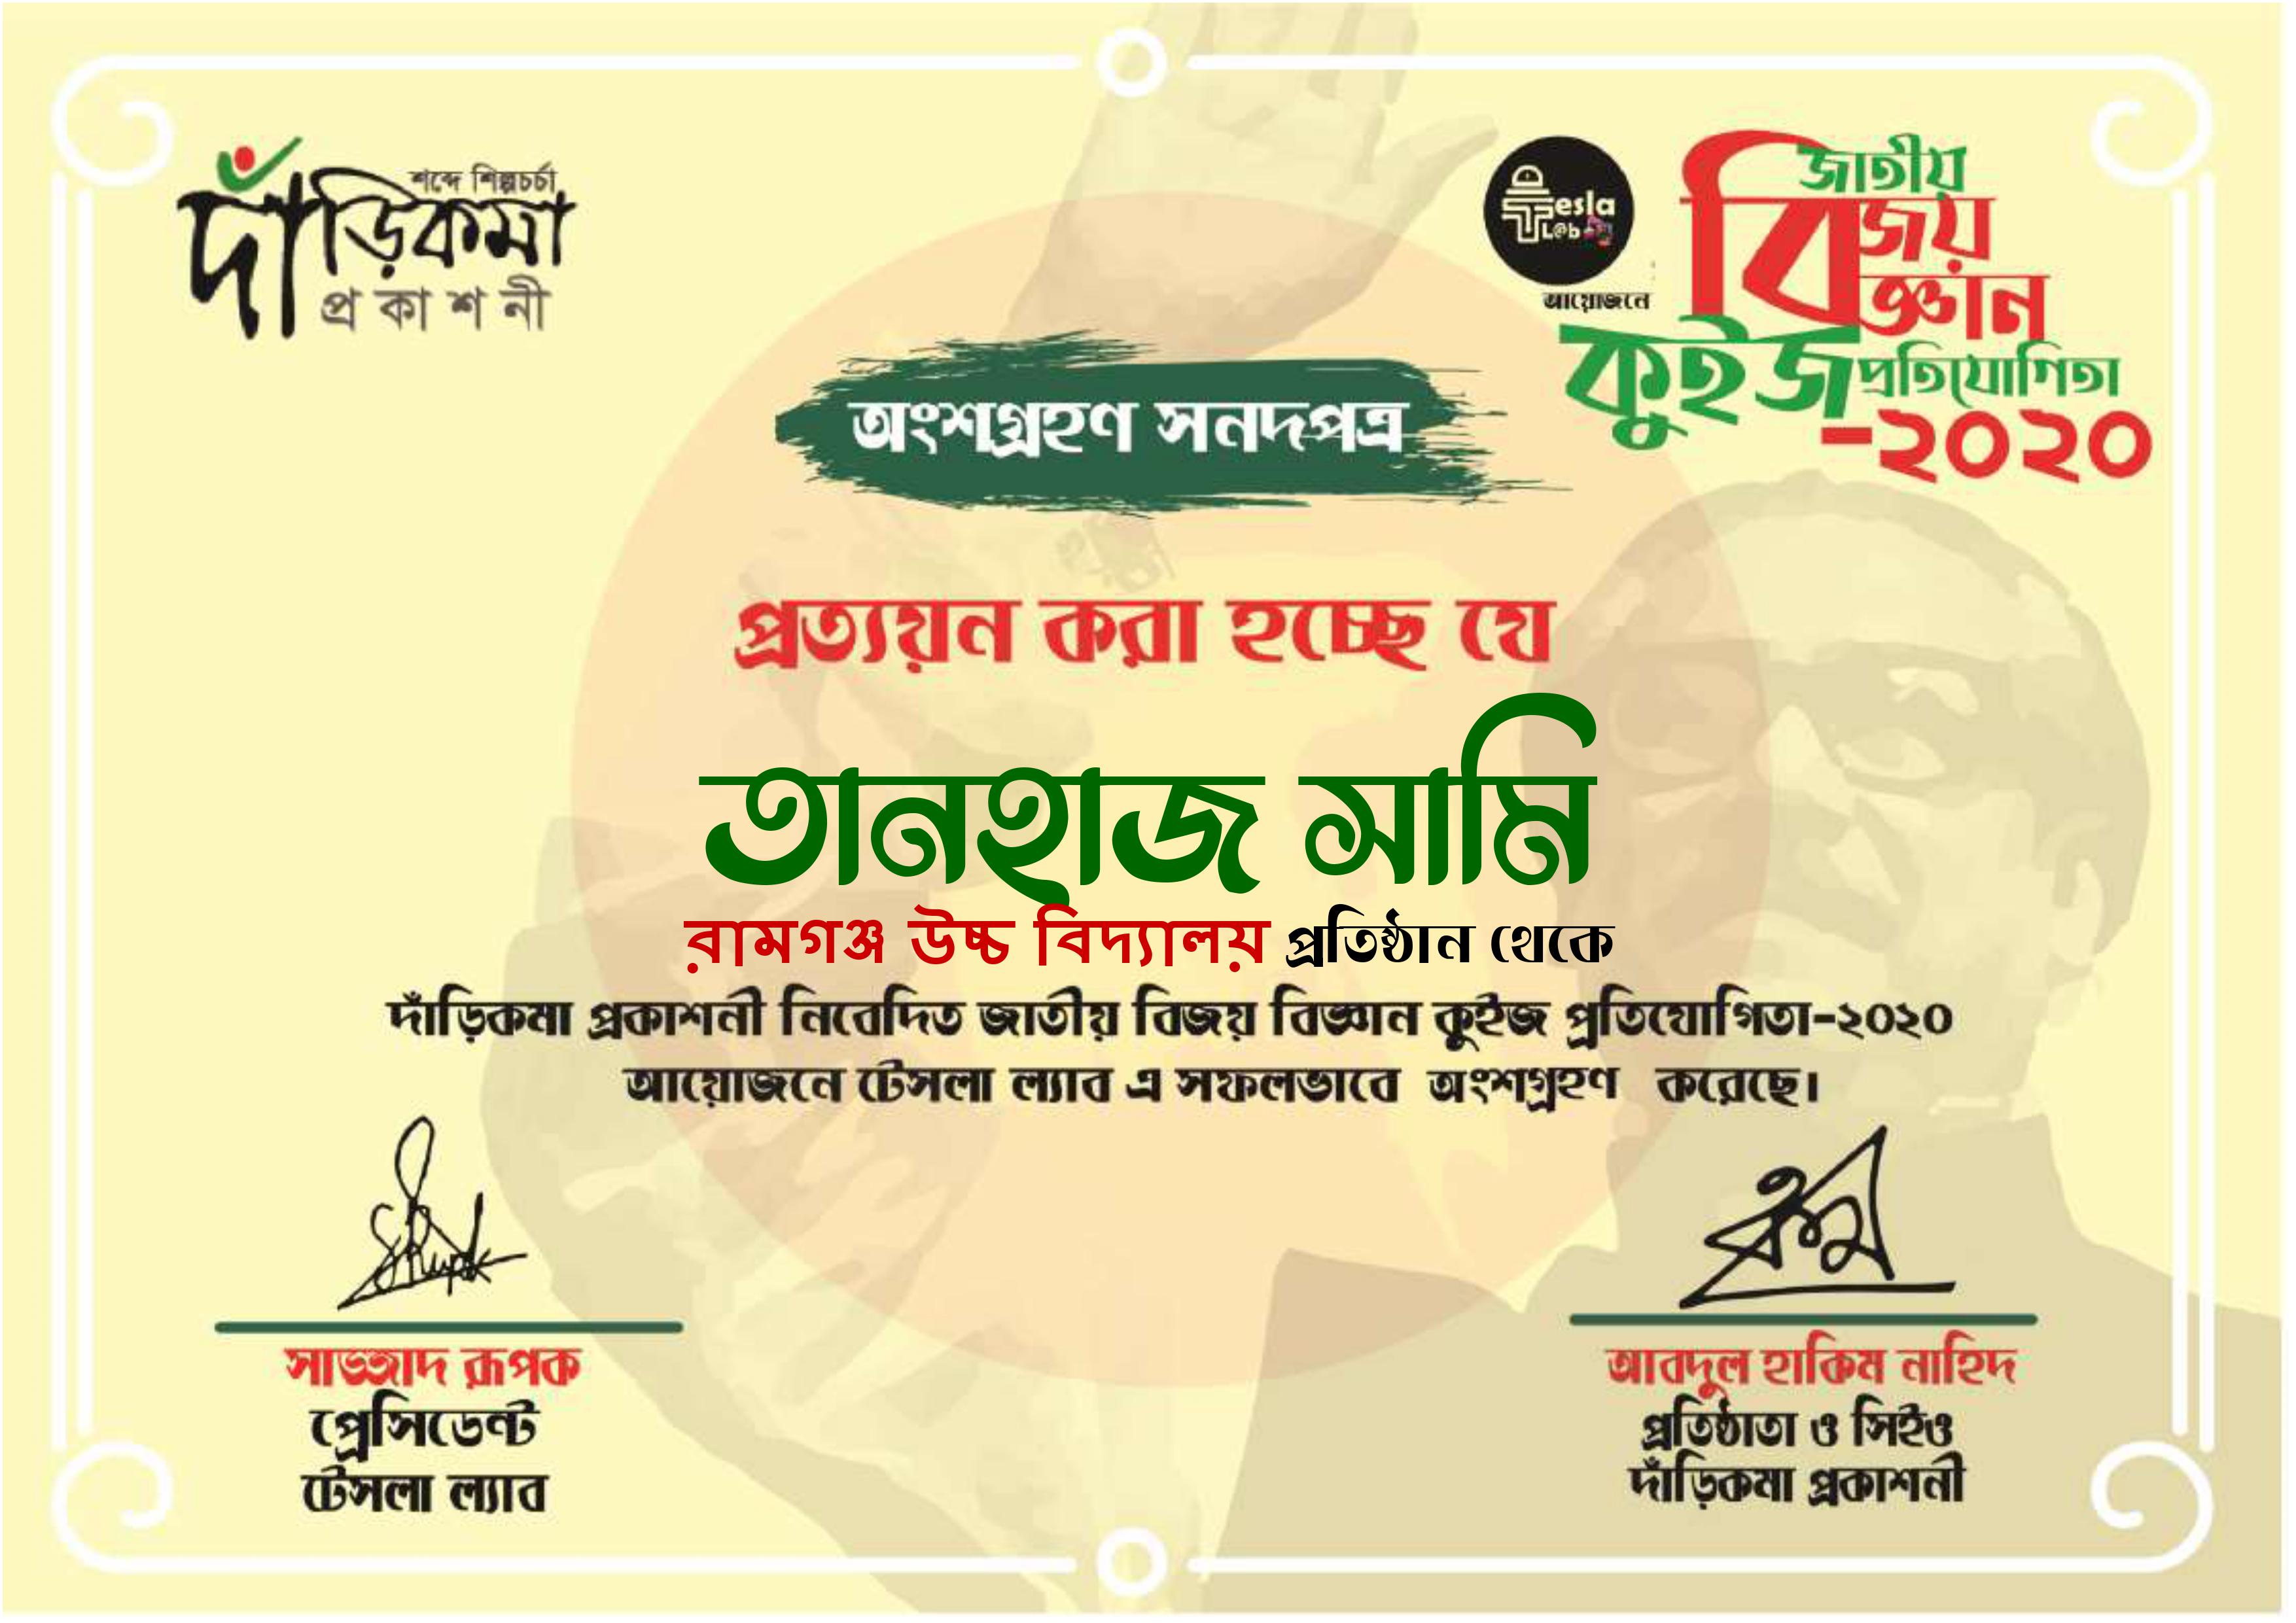 শব্দে শিল্পচর্চা
দাঁড়িকমা
প্রকাশনী
Tesla
L@b
আয়োজনে
জাতীয়
বিজয়
বিজ্ঞান
কুইজ প্রতিযোগিতা
-২০২০
অংশগ্রহণ সনদপত্র
প্রত্যয়ন করা হচ্ছে যে
তানহাজ সামি
রামগঞ্জ উচ্চ বিদ্যালয় প্রতিষ্ঠান থেকে
দাঁড়িকমা প্রকাশনী নিবেদিত জাতীয় বিজয় বিজ্ঞান কুইজ প্রতিযোগিতা-২০২০
আয়োজনে টেসলা ল্যাব এ সফলভাবে অংশগ্রহণ করেছে।
সাজ্জাদ রূপক
প্রেসিডেন্ট
টেসলা ল্যাব
আবদুল হাকিম নাহিদ
প্রতিষ্ঠাতা ও সিইও
দাঁড়িকমা প্রকাশনী